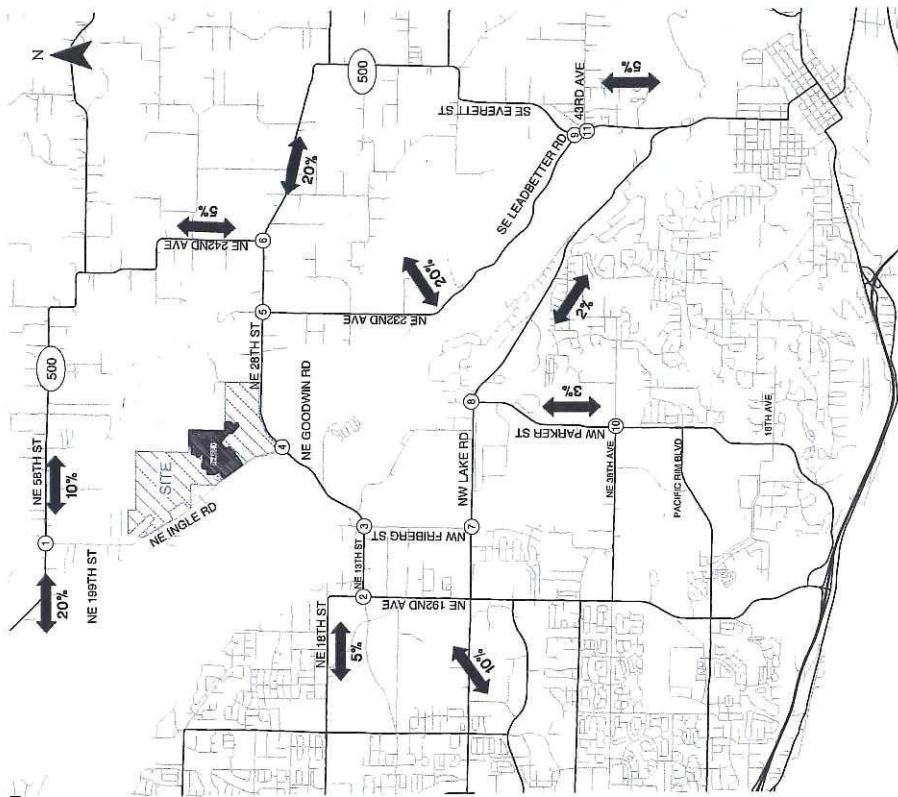 N
500
NE 58TH ST
10%
1
20%
NE 199TH ST
SITE
NE INGLE RD
NE 242ND AVE
5%
20%
500
6
5
NE 28TH ST
4
NE GOODWIN RD
NE 232ND AVE
20%
SE EVERETT ST
SE LEADBETTER RD
9
11
43RD AVE
5%
3
NE 13TH ST
2
NE 18TH ST
5%
NW FRIBERG ST
NE 192ND AVE
7
NW LAKE RD
8
10%
2%
3%
NW PARKER ST
10
NE 38TH AVE
PACIFIC RIM BLVD
18TH AVE